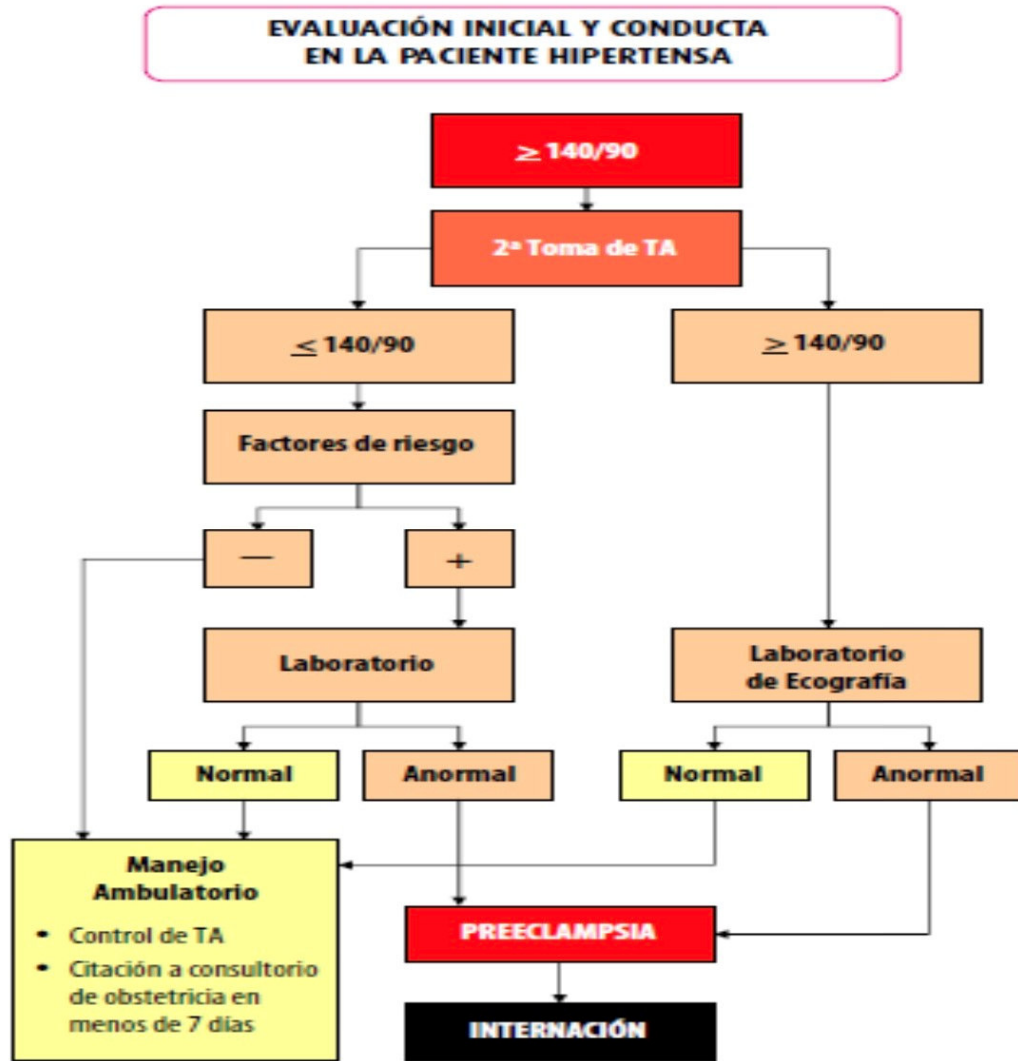 EVALUACIÓN INICIAL Y CONDUCTA
EN LA PACIENTE HIPERTENSA
≥ 140/90
2ª Toma de TA
≤ 140/90
≥ 140/90
Factores de riesgo
—
+
Laboratorio
Laboratorio
de Ecografía
Normal
Anormal
Normal
Anormal
Manejo
Ambulatorio
• Control de TA
• Citación a consultorio
de obstetricia en
menos de 7 días
PREECLAMPSIA
INTERNACIÓN